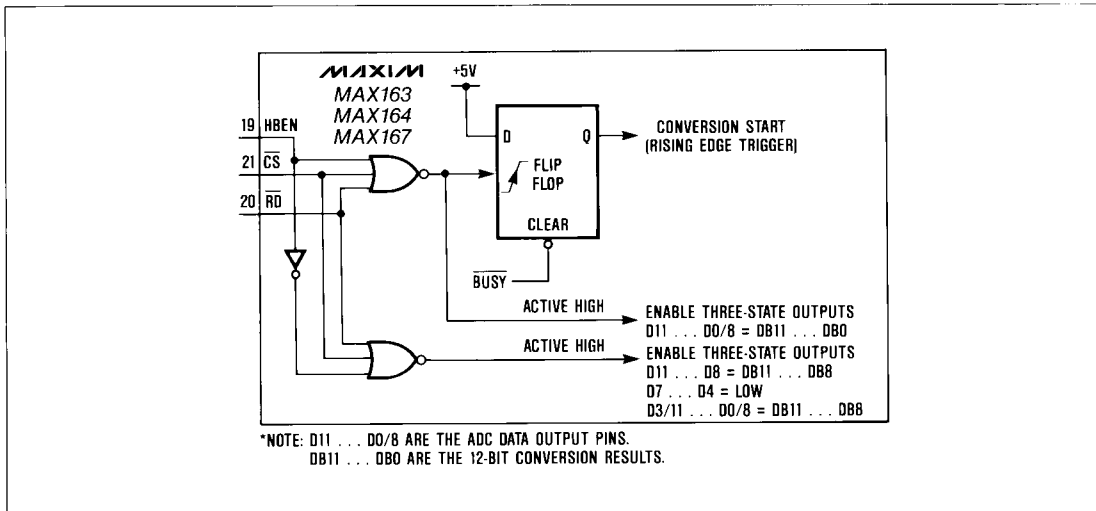 MAXIM
MAX163
MAX164
MAX167
+5V
19 HBEN
21 CS
20 RD
D Q
FLIP
FLOP
CLEAR
BUSY
CONVERSION START
(RISING EDGE TRIGGER)
ACTIVE HIGH
ENABLE THREE-STATE OUTPUTS
D11 . . . D0/8 = DB11 . . . DB0
ACTIVE HIGH
ENABLE THREE-STATE OUTPUTS
D11 . . . D8 = DB11 . . . DB8
D7 . . . D4 = LOW
D3/11 . . . D0/8 = DB11 . . . DB8
*NOTE: D11 . . . D0/8 ARE THE ADC DATA OUTPUT PINS.
DB11 . . . DB0 ARE THE 12-BIT CONVERSION RESULTS.